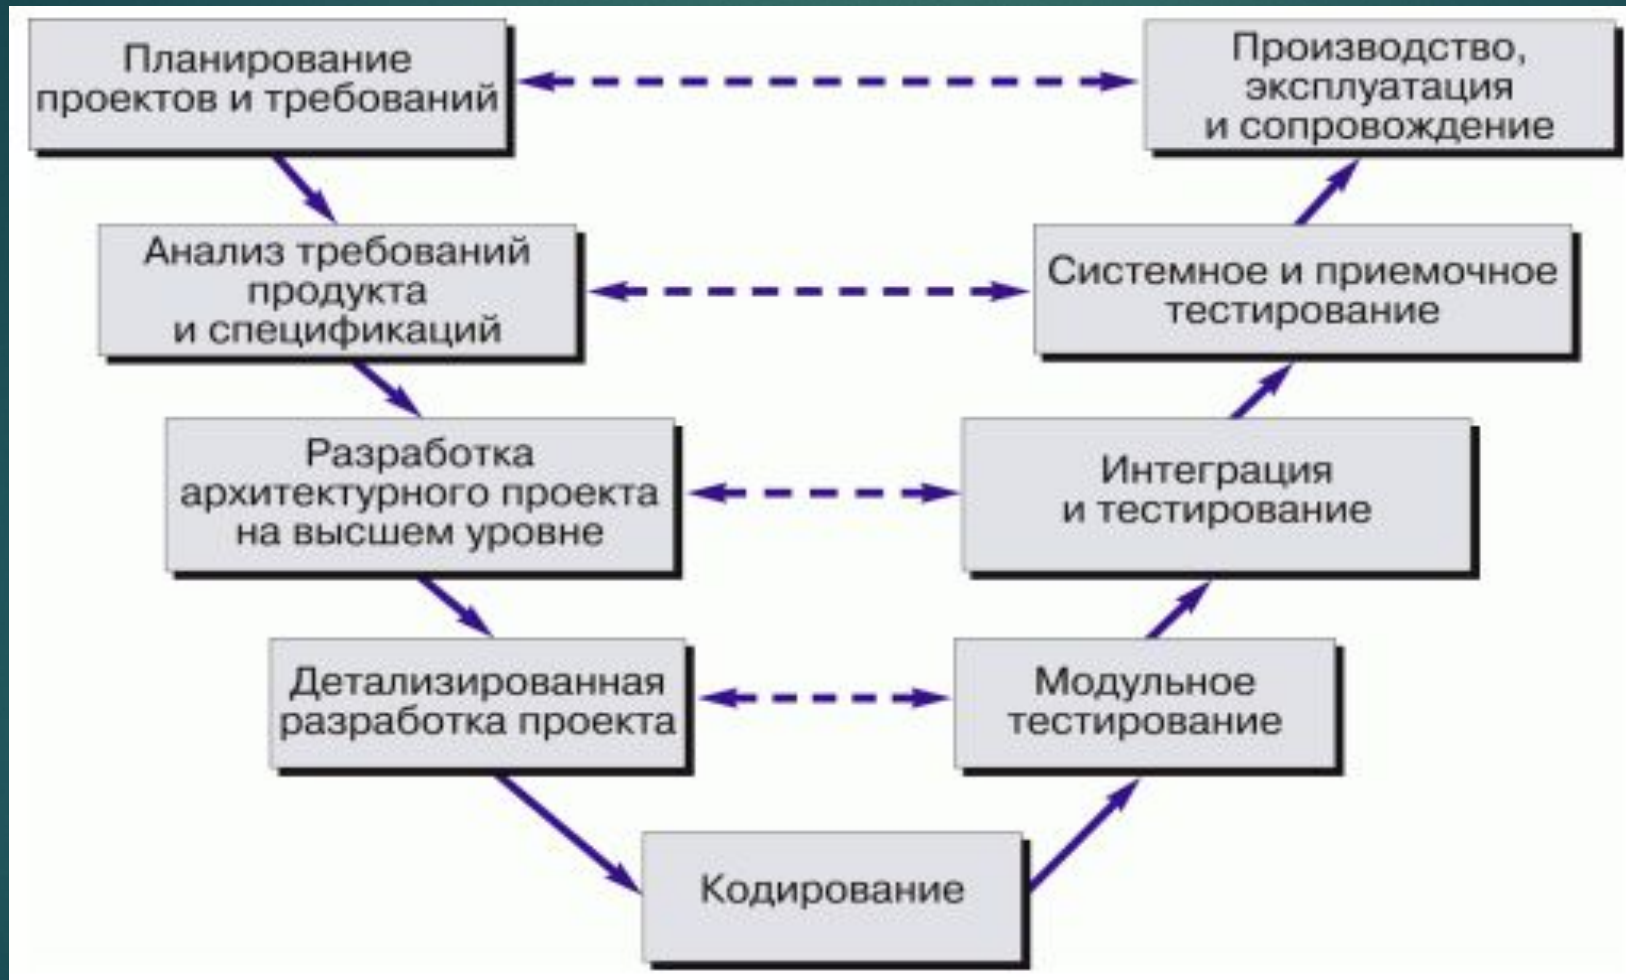 Планирование
проектов и требований
Производство,
эксплуатация
и сопровождение
Анализ требований
продукта
и спецификаций
Системное и приемочное
тестирование
Разработка
архитектурного проекта
на высшем уровне
Интеграция
и тестирование
Детализированная
разработка проекта
Модульное
тестирование
Кодирование